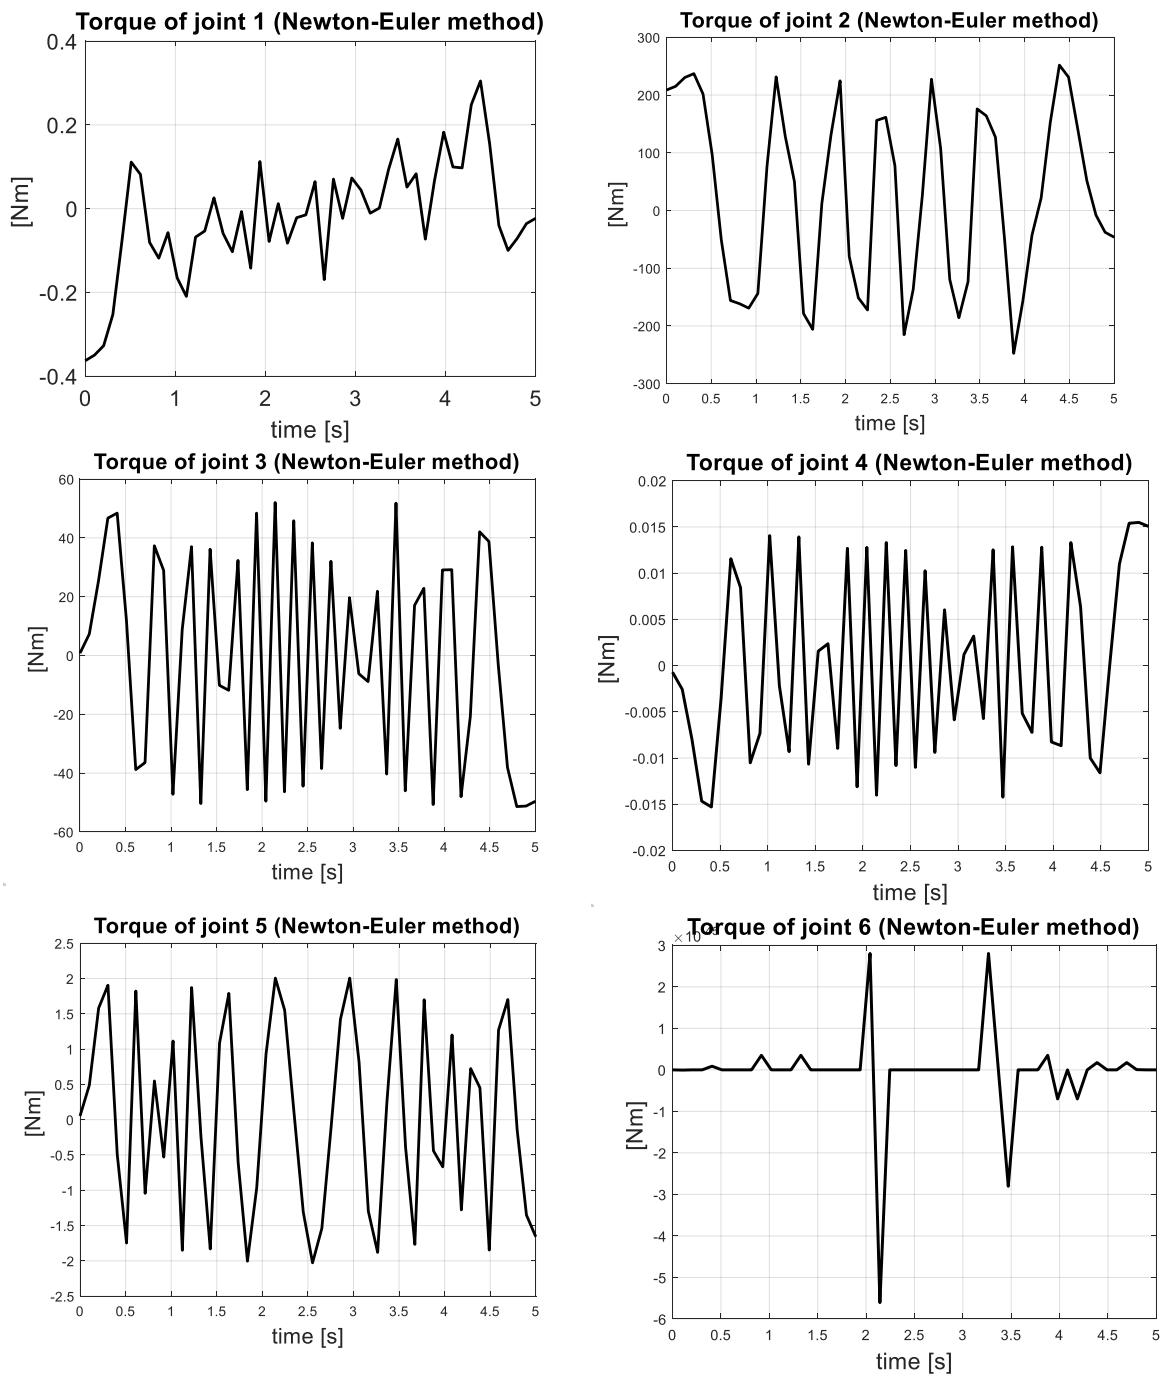 Torque of joint 1 (Newton-Euler method)
0.4
0.2
0
-0.2
-0.4
[Nm]
0 1 2 3 4 5
time [s]
Torque of joint 2 (Newton-Euler method)
300
200
100
0
-100
-200
-300
[Nm]
0 0.5 1 1.5 2 2.5 3 3.5 4 4.5 5
time [s]
Torque of joint 3 (Newton-Euler method)
60
40
20
0
-20
-40
-60
[Nm]
0 0.5 1 1.5 2 2.5 3 3.5 4 4.5 5
time [s]
Torque of joint 4 (Newton-Euler method)
0.02
0.015
0.01
0.005
0
-0.005
-0.01
-0.015
-0.02
[Nm]
0 0.5 1 1.5 2 2.5 3 3.5 4 4.5 5
time [s]
Torque of joint 5 (Newton-Euler method)
2.5
2
1.5
1
0.5
0
-0.5
-1
-1.5
-2
-2.5
[Nm]
0 0.5 1 1.5 2 2.5 3 3.5 4 4.5 5
time [s]
Torque of joint 6 (Newton-Euler method)
×10
3
2
1
0
-1
-2
-3
-4
-5
-6
[Nm]
0 0.5 1 1.5 2 2.5 3 3.5 4 4.5 5
time [s]